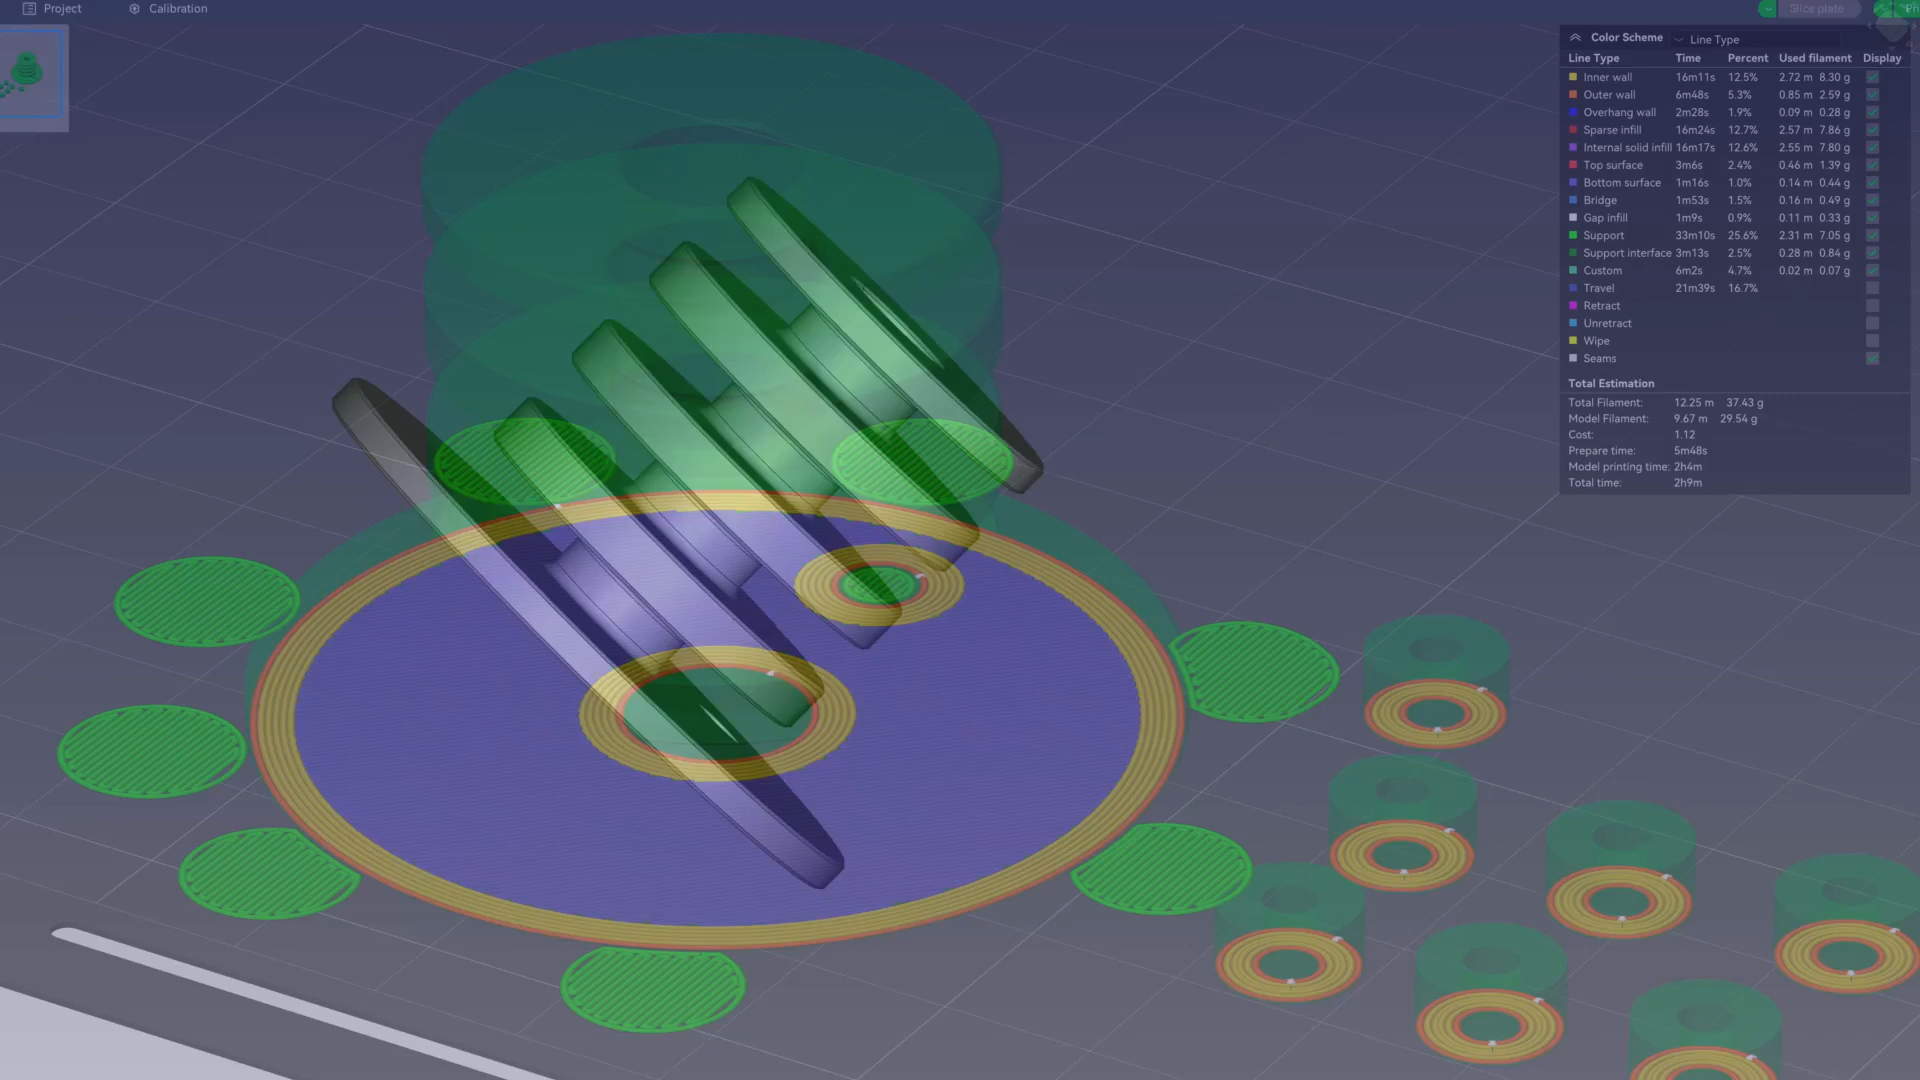 Project Calibration Slice plate
Color Scheme Line Type
Line Type Time Percent Used filament Display
Inner wall 16m11s 12.5% 2.72 m 8.30 g
Outer wall 6m48s 5.3% 0.85 m 2.59 g
Overhang wall 2m28s 1.9% 0.09 m 0.28 g
Sparse infill 16m24s 12.7% 2.57 m 7.86 g
Internal solid infill 16m17s 12.6% 2.55 m 7.80 g
Top surface 3m6s 2.4% 0.46 m 1.39 g
Bottom surface 1m16s 1.0% 0.14 m 0.44 g
Bridge 1m53s 1.5% 0.16 m 0.49 g
Gap infill 1m9s 0.9% 0.11 m 0.33 g
Support 33m10s 25.6% 2.31 m 7.05 g
Support interface 3m13s 2.5% 0.28 m 0.84 g
Custom 6m2s 4.7% 0.02 m 0.07 g
Travel 21m39s 16.7%
Retract
Unretract
Wipe
Seams
Total Estimation
Total Filament: 12.25 m 37.43 g
Model Filament: 9.67 m 29.54 g
Cost: 1.12
Prepare time: 5m48s
Model printing time: 2h4m
Total time: 2h9m